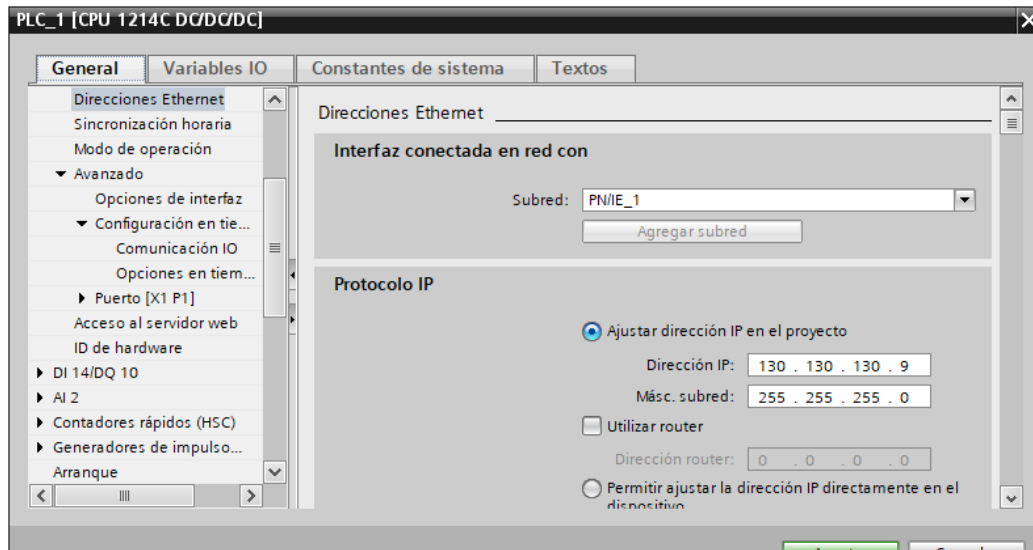 PLC_1 [CPU 1214C DC/DC/DC]
General Variables IO Constantes de sistema Textos
Direcciones Ethernet
Sincronización horaria
Modo de operación
Avanzado
Opciones de interfaz
Configuración en tie...
Comunicación IO
Opciones en tiem...
Puerto [X1 P1]
Acceso al servidor web
ID de hardware
DI 14/DQ 10
AI 2
Contadores rápidos (HSC)
Generadores de impulso...
Arranque
Direcciones Ethernet
Interfaz conectada en red con
Subred: PN/IE_1
Agregar subred
Protocolo IP
Ajustar dirección IP en el proyecto
Dirección IP: 130 . 130 . 130 . 9
Másc. subred: 255 . 255 . 255 . 0
Utilizar router
Dirección router: 0 . 0 . 0 . 0
Permitir ajustar la dirección IP directamente en el
dispositivo